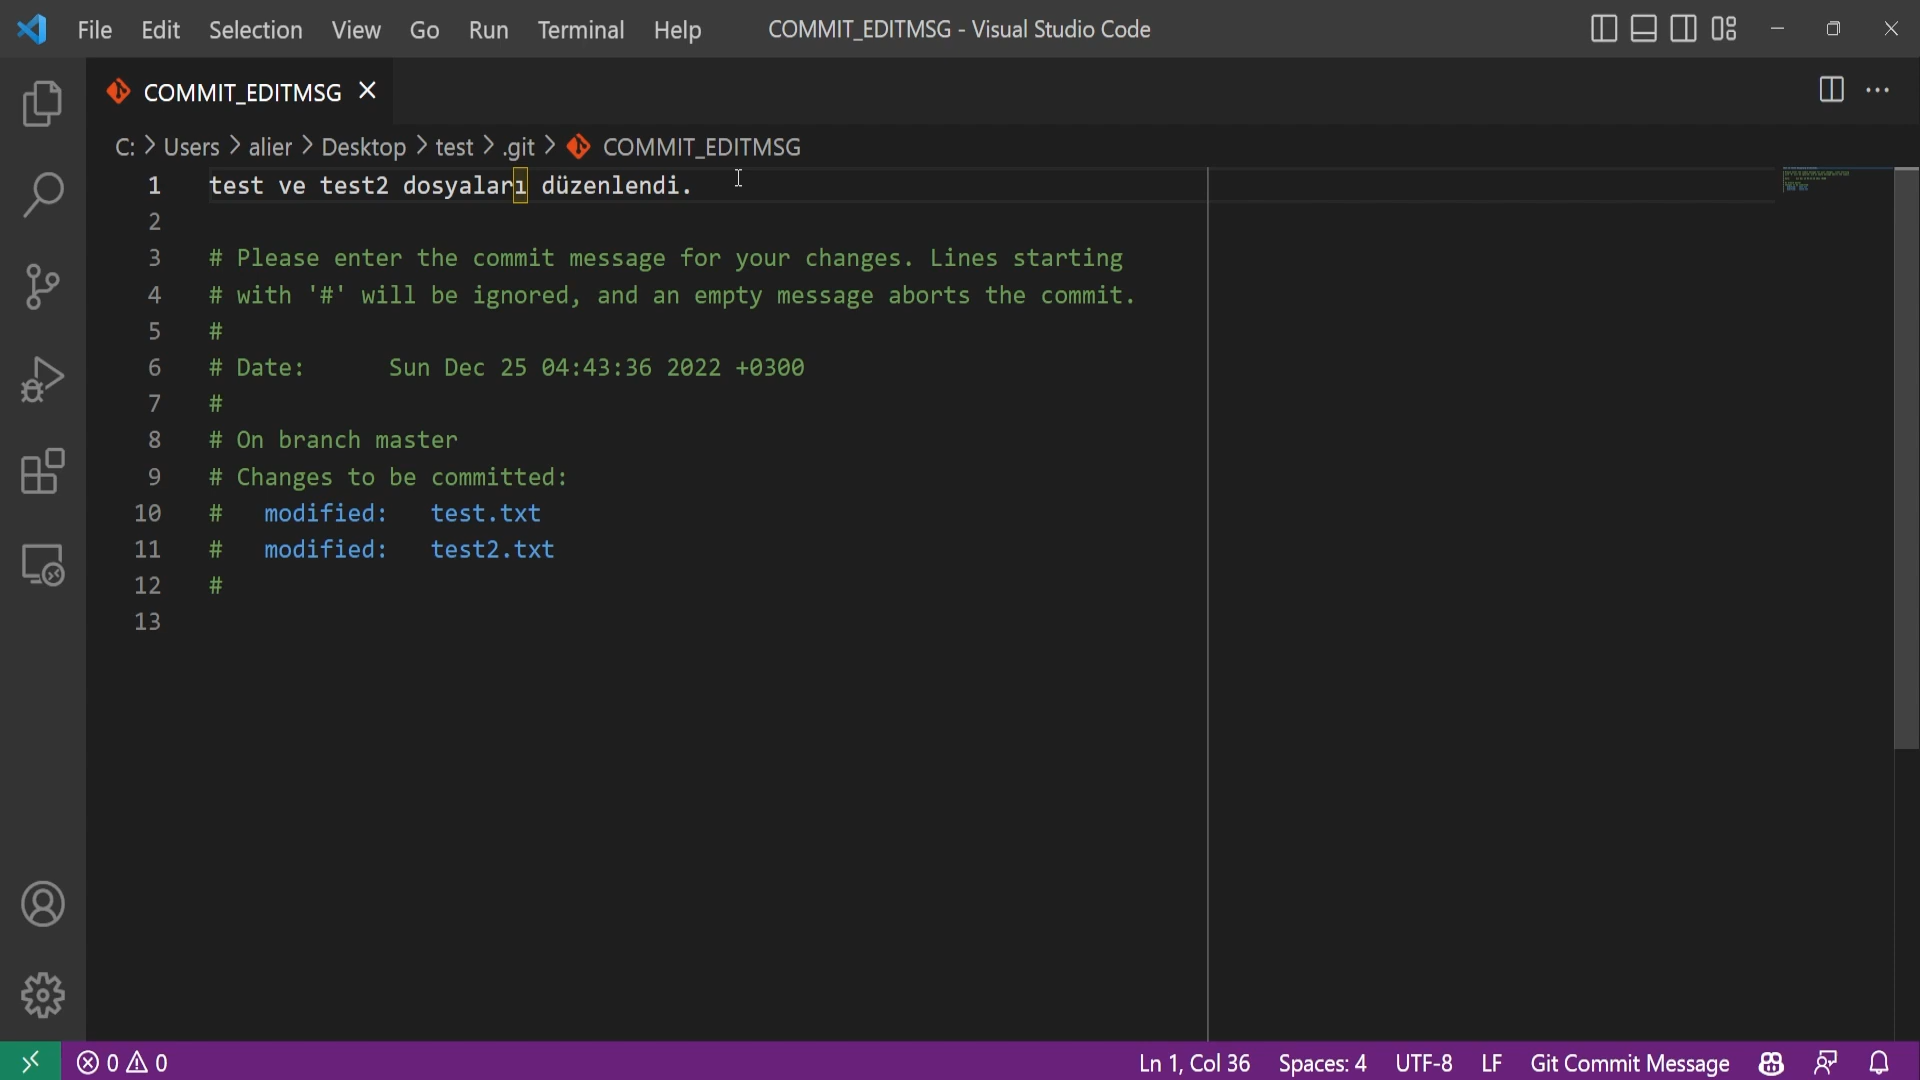 File Edit Selection View Go Run Terminal Help COMMIT_EDITMSG - Visual Studio Code
COMMIT_EDITMSG
C: > Users > alier > Desktop > test > .git > COMMIT_EDITMSG
1 test ve test2 dosyaları düzenlendi.
2
3 # Please enter the commit message for your changes. Lines starting
4 # with '#' will be ignored, and an empty message aborts the commit.
5 #
6 # Date: Sun Dec 25 04:43:36 2022 +0300
7 #
8 # On branch master
9 # Changes to be committed:
10 # modified: test.txt
11 # modified: test2.txt
12 #
13
0 0 Ln 1, Col 36 Spaces: 4 UTF-8 LF Git Commit Message